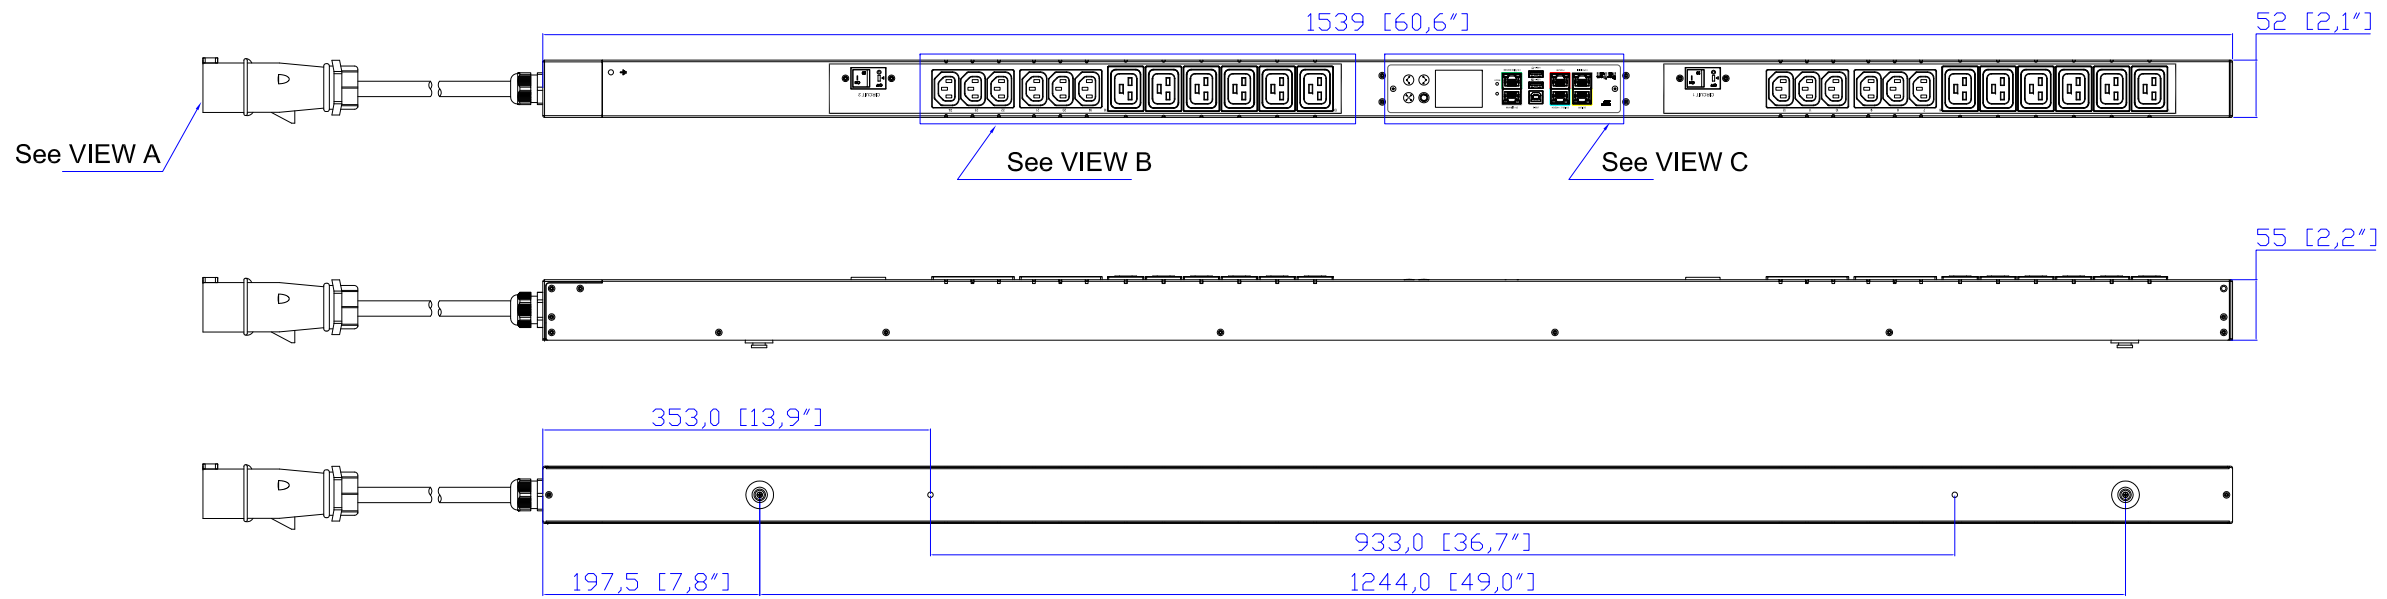 1539 [60,6"]
52 [2,1"]
See VIEW A
See VIEW B
See VIEW C
55 [2,2"]
353,0 [13,9"]
933,0 [36,7"]
197,5 [7,8"]
1244,0 [49,0"]